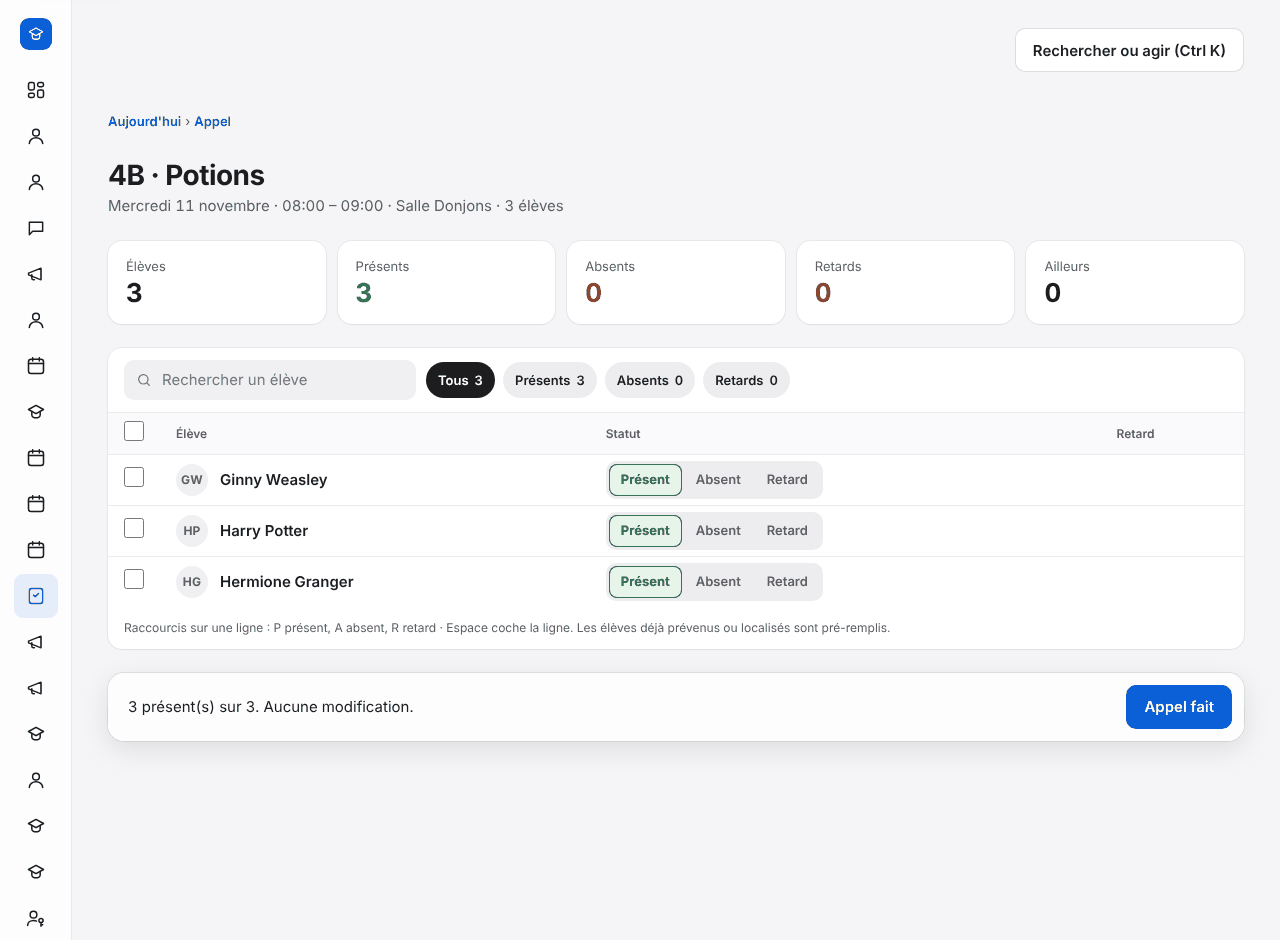 Rechercher ou agir (Ctrl K)
Aujourd'hui › Appel
4B · Potions
Mercredi 11 novembre · 08:00 – 09:00 · Salle Donjons · 3 élèves
Élèves
3
Présents
3
Absents
0
Retards
0
Ailleurs
0
Rechercher un élève
Tous 3
Présents 3
Absents 0
Retards 0
Élève Statut Retard
GW Ginny Weasley Présent Absent Retard
HP Harry Potter Présent Absent Retard
HG Hermione Granger Présent Absent Retard
Raccourcis sur une ligne : P présent, A absent, R retard · Espace coche la ligne. Les élèves déjà prévenus ou localisés sont pré-remplis.
3 présent(s) sur 3. Aucune modification.
Appel fait